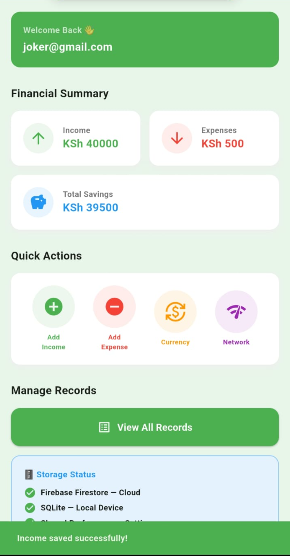 Welcome Back 👋
joker@gmail.com
Financial Summary
Income
KSh 40000
Expenses
KSh 500
Total Savings
KSh 39500
Quick Actions
Add
Income
Add
Expense
Currency
Network
Manage Records
View All Records
🗄️ Storage Status
Firebase Firestore — Cloud
SQLite — Local Device
Income saved successfully!